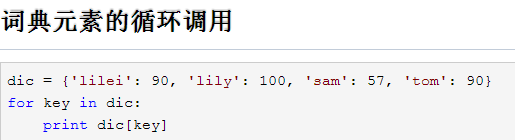 词典元素的循环调用
dic = {'lilei': 90, 'lily': 100, 'sam': 57, 'tom': 90}
for key in dic:
    print dic[key]